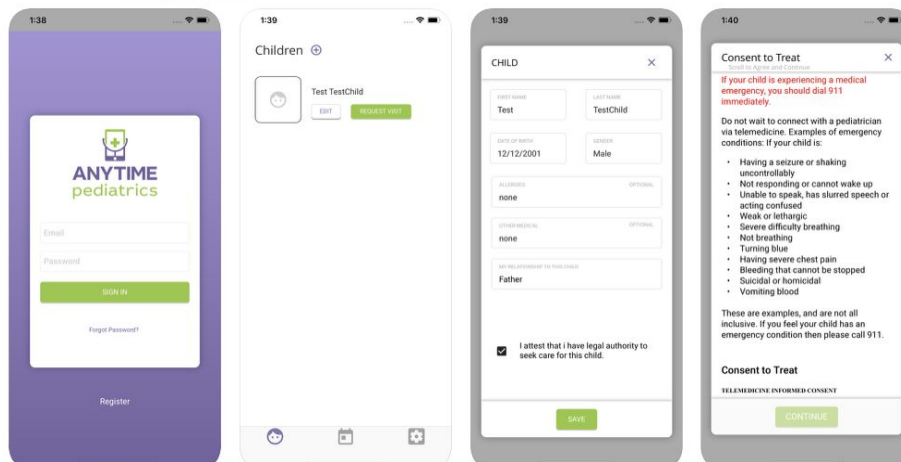 1:38
ANYTIME
pediatrics
Email
Password
SIGN IN
Forgot Password?
Register
1:39
Children
Test TestChild
EDIT
REQUEST VISIT
1:39
CHILD
FIRST NAME
Test
LAST NAME
TestChild
DATE OF BIRTH
12/12/2001
GENDER
Male
ALLERGIES
OPTIONAL
none
OTHER MEDICAL
OPTIONAL
none
MY RELATIONSHIP TO THIS CHILD
Father
I attest that i have legal authority to
seek care for this child.
SAVE
1:40
Consent to Treat
Scroll to Agree and Continue
If your child is experiencing a medical
emergency, you should dial 911
immediately.
Do not wait to connect with a pediatrician
via telemedicine. Examples of emergency
conditions: If your child is:
• Having a seizure or shaking
uncontrollably
• Not responding or cannot wake up
• Unable to speak, has slurred speech or
acting confused
• Weak or lethargic
• Severe difficulty breathing
• Not breathing
• Turning blue
• Having severe chest pain
• Bleeding that cannot be stopped
• Suicidal or homicidal
• Vomiting blood
These are examples, and are not all
inclusive. If you feel your child has an
emergency condition then please call 911.
Consent to Treat
TELEMEDICINE INFORMED CONSENT
CONTINUE